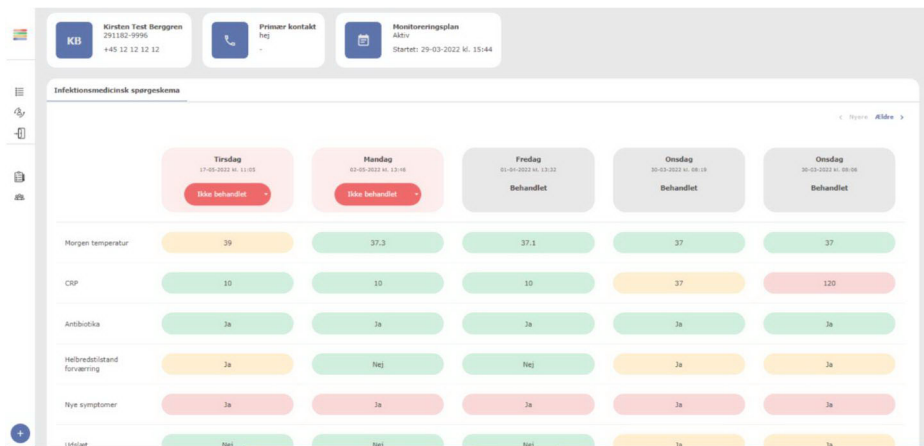 KB
Kirsten Test Berggren
291182-9996
+45 12 12 12 12
Primær kontakt
hej
-
Monitoreringsplan
Aktiv
Startet: 29-03-2022 kl. 15:44
Infektionsmedicinsk spørgeskema
< Nyere Ældre >
Tirsdag Mandag Fredag Onsdag Onsdag
17-05-2022 kl. 11:05 02-05-2022 kl. 13:46 01-04-2022 kl. 13:32 30-03-2022 kl. 08:16 30-03-2022 kl. 08:06
Ikke behandlet Ikke behandlet Behandlet Behandlet Behandlet
Morgen temperatur 39 37.3 37.1 37 37
CRP 10 10 10 37 120
Antibiotika Ja Ja Ja Ja Ja
Helbredstilstand
forværring Ja Nej Nej Ja Ja
Nye symptomer Ja Ja Ja Ja Ja
Udslæt Nej Nej Nej Ja Ja